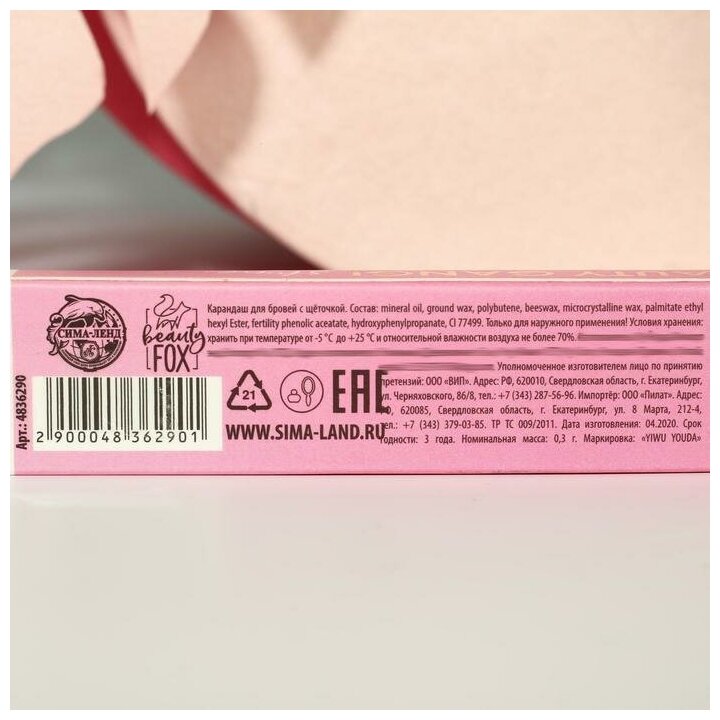 СИМА-ЛЕНД
beauty
FOX
Карандаш для бровей с щёточкой. Состав: mineral oil, ground wax, polybutene, beeswax, microcrystalline wax, palmitate ethyl
hexyl Ester, fertility phenolic aceatate, hydroxyphenylpropanate, CI 77499. Только для наружного применения! Условия хранения:
хранить при температуре от -5°С до +25°С и относительной влажности воздуха не более 70%.
Уполномоченное изготовителем лицо по принятию
претензий: ООО «ВИП». Адрес: РФ, 620010, Свердловская область, г. Екатеринбург,
ул. Черняховского, 86/8, тел.: +7 (343) 287-56-96. Импортёр: ООО «Пилат». Адрес:
РФ, 620085, Свердловская область, г. Екатеринбург, ул. 8 Марта, 212-4,
тел.: +7 (343) 379-03-85. ТР ТС 009/2011. Дата изготовления: 04.2020. Срок
годности: 3 года. Номинальная масса: 0,3 г. Маркировка: «YIWU YOUDA»
Арт.: 4836290
2 900048 362901
21
EAC
WWW.SIMA-LAND.RU